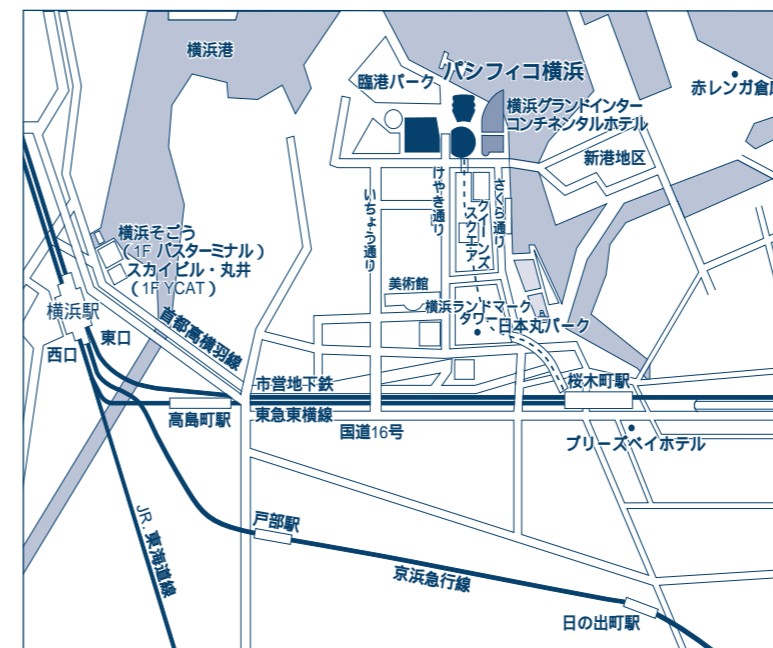 横浜港
臨港パーク
パシフィコ横浜
横浜グランドインター
コンチネンタルホテル
赤レンガ倉庫
新港地区
いちょう通り
けやき通り
クイーンズ
スクエア
さくら通り
横浜そごう
（1F バスターミナル）
スカイビル・丸井
（1F YCAT）
美術館
横浜ランドマーク
タワー
日本丸パーク
横浜駅
東口
西口
首都高横羽線
市営地下鉄
桜木町駅
高島町駅
東急東横線
国道16号
ブリーズベイホテル
戸部駅
JR. 東海道線
京浜急行線
日の出町駅